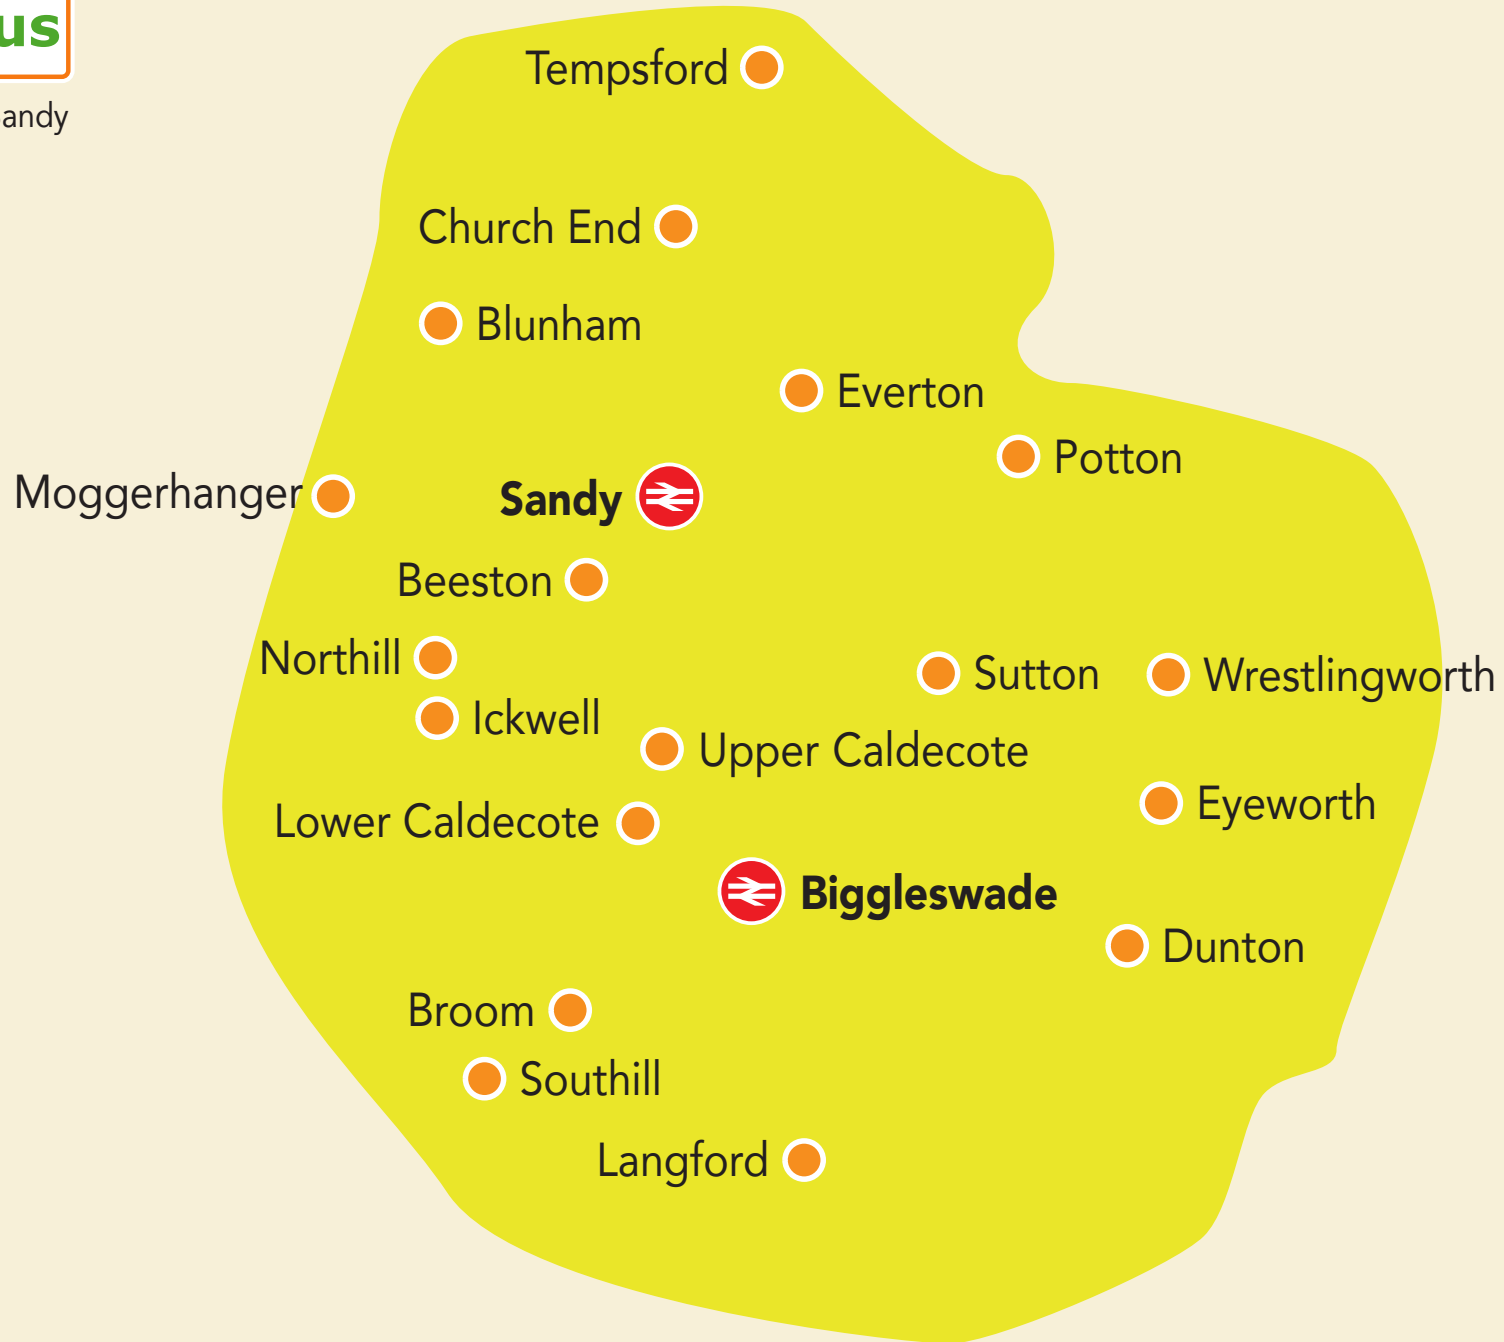 us
andy
Tempsford
Church End
Blunham
Everton
Potton
Moggerhanger
Sandy
Beeston
Northill
Sutton
Wrestlingworth
Ickwell
Upper Caldecote
Eyeworth
Lower Caldecote
Biggleswade
Dunton
Broom
Southill
Langford